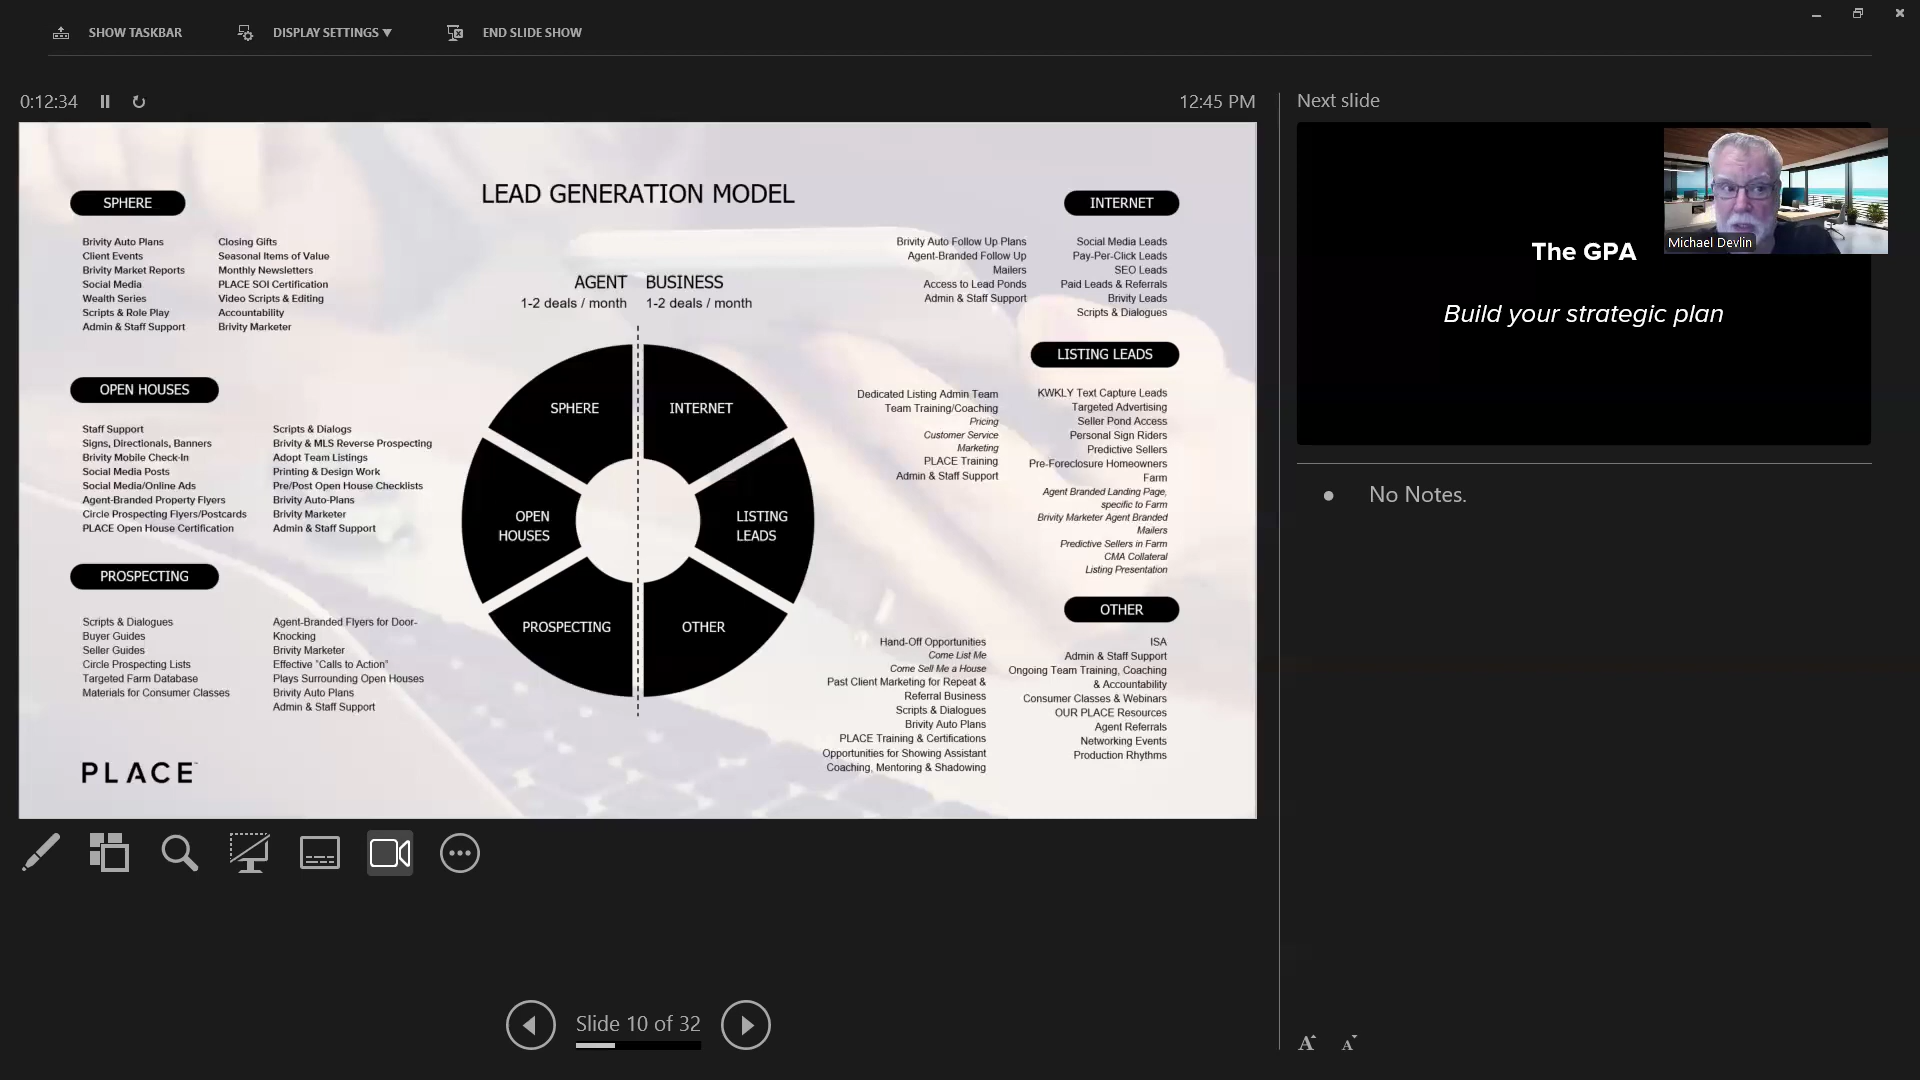 SHOW TASKBAR
DISPLAY SETTINGS ▼
END SLIDE SHOW
0:12:34
12:45 PM
LEAD GENERATION MODEL
AGENT BUSINESS
1-2 deals / month 1-2 deals / month
SPHERE
Brivity Auto Plans
Client Events
Brivity Market Reports
Social Media
Wealth Series
Scripts & Role Play
Admin & Staff Support
Closing Gifts
Seasonal Items of Value
Monthly Newsletters
PLACE SOI Certification
Video Scripts & Editing
Accountability
Brivity Marketer
OPEN HOUSES
Staff Support
Signs, Directionals, Banners
Brivity Mobile Check-In
Social Media Posts
Social Media/Online Ads
Agent-Branded Property Flyers
Circle Prospecting Flyers/Postcards
PLACE Open House Certification
Scripts & Dialogs
Brivity & MLS Reverse Prospecting
Adopt Team Listings
Printing & Design Work
Pre/Post Open House Checklists
Brivity Auto-Plans
Brivity Marketer
Admin & Staff Support
PROSPECTING
Scripts & Dialogues
Buyer Guides
Seller Guides
Circle Prospecting Lists
Targeted Farm Database
Materials for Consumer Classes
Agent-Branded Flyers for Door-
Knocking
Brivity Marketer
Effective "Calls to Action"
Plays Surrounding Open Houses
Brivity Auto Plans
Admin & Staff Support
PLACE
SPHERE
INTERNET
OPEN
HOUSES
LISTING
LEADS
PROSPECTING
OTHER
INTERNET
Brivity Auto Follow Up Plans
Agent-Branded Follow Up
Mailers
Access to Lead Ponds
Admin & Staff Support
Social Media Leads
Pay-Per-Click Leads
SEO Leads
Paid Leads & Referrals
Brivity Leads
Scripts & Dialogues
LISTING LEADS
Dedicated Listing Admin Team
Team Training/Coaching
Pricing
Customer Service
Marketing
PLACE Training
Admin & Staff Support
KWKLY Text Capture Leads
Targeted Advertising
Seller Pond Access
Personal Sign Riders
Predictive Sellers
Pre-Foreclosure Homeowners
Farm
Agent Branded Landing Page,
specific to Farm
Brivity Marketer Agent Branded
Mailers
Predictive Sellers in Farm
CMA Collateral
Listing Presentation
OTHER
Hand-Off Opportunities
Come List Me
Come Sell Me a House
Past Client Marketing for Repeat &
Referral Business
Scripts & Dialogues
Brivity Auto Plans
PLACE Training & Certifications
Opportunities for Showing Assistant
Coaching, Mentoring & Shadowing
ISA
Admin & Staff Support
Ongoing Team Training, Coaching
& Accountability
Consumer Classes & Webinars
OUR PLACE Resources
Agent Referrals
Networking Events
Production Rhythms
Slide 10 of 32
Next slide
The GPA
Build your strategic plan
Michael Devlin
• No Notes.
A A